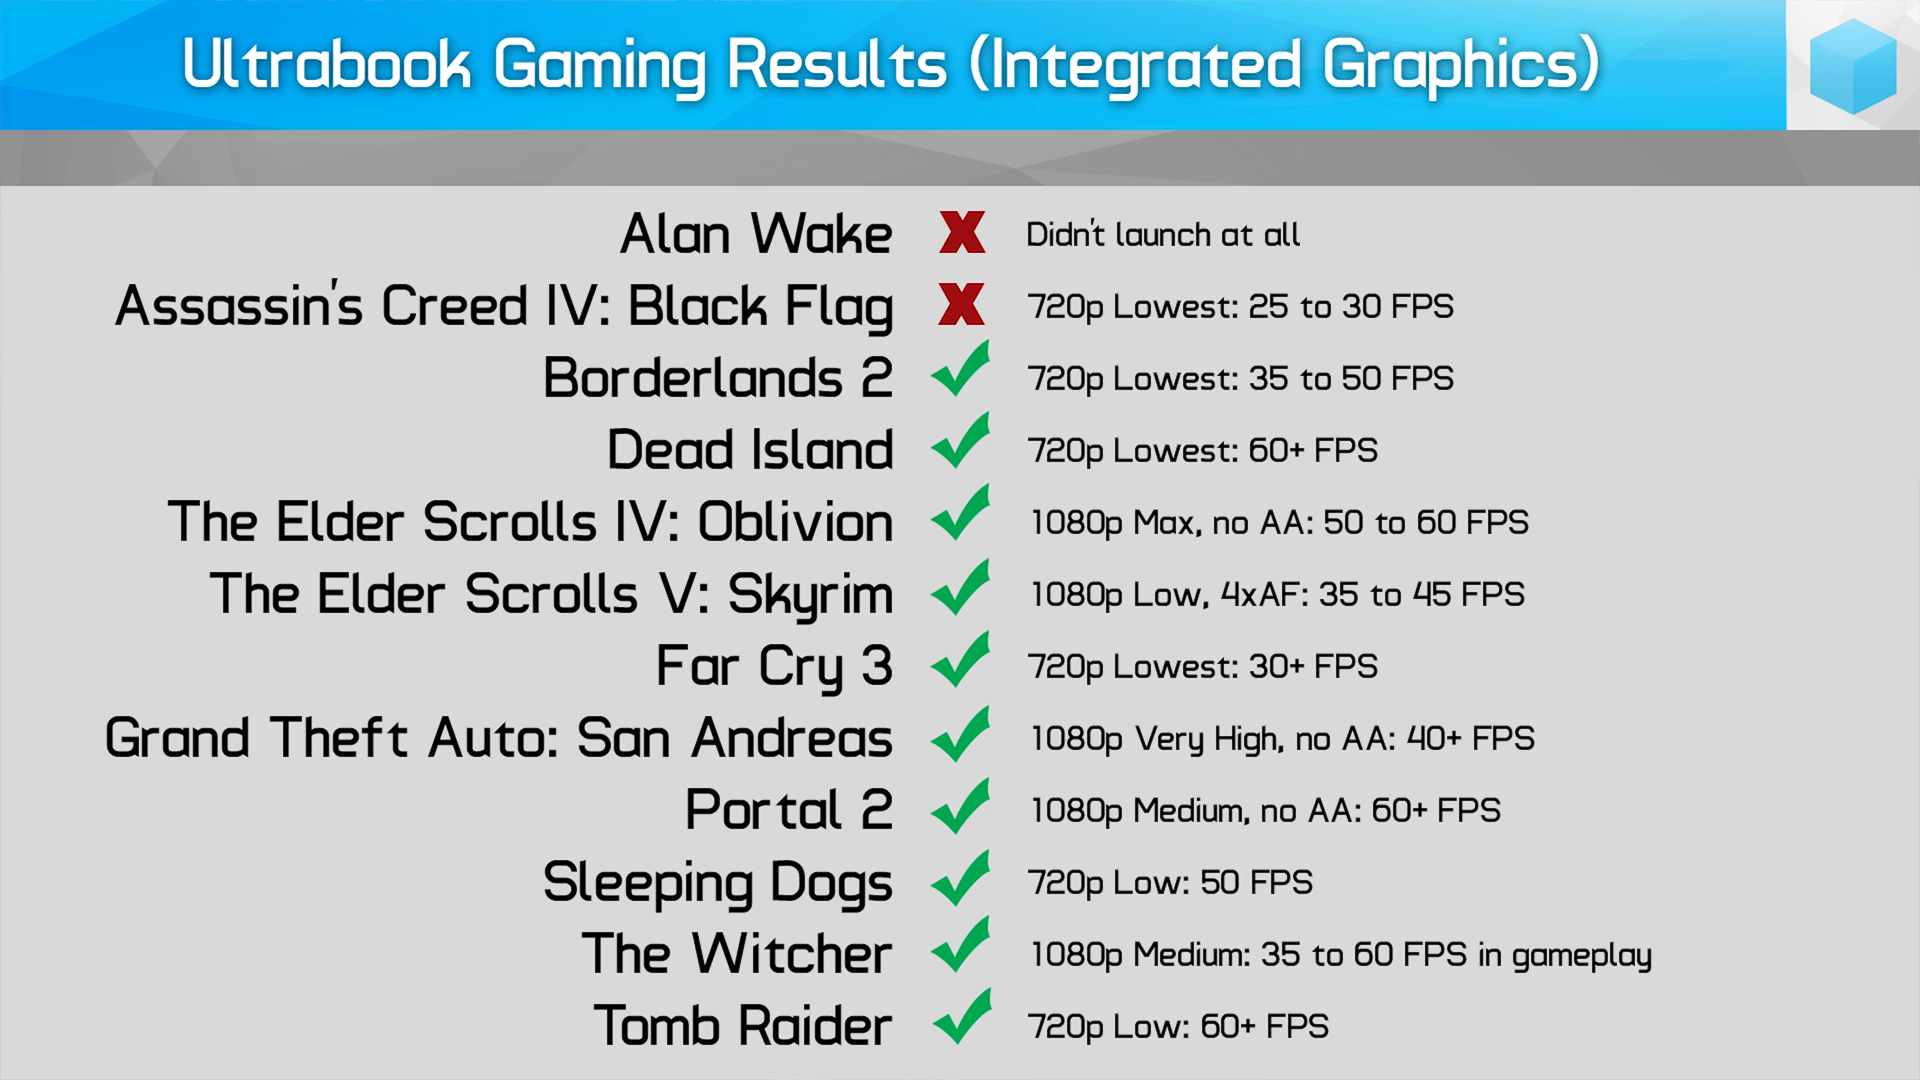 Ultrabook Gaming Results (Integrated Graphics)
Alan Wake Didn't launch at all
Assassin's Creed IV: Black Flag 720p Lowest: 25 to 30 FPS
Borderlands 2 720p Lowest: 35 to 50 FPS
Dead Island 720p Lowest: 60+ FPS
The Elder Scrolls IV: Oblivion 1080p Max, no AA: 50 to 60 FPS
The Elder Scrolls V: Skyrim 1080p Low, 4xAF: 35 to 45 FPS
Far Cry 3 720p Lowest: 30+ FPS
Grand Theft Auto: San Andreas 1080p Very High, no AA: 40+ FPS
Portal 2 1080p Medium, no AA: 60+ FPS
Sleeping Dogs 720p Low: 50 FPS
The Witcher 1080p Medium: 35 to 60 FPS in gameplay
Tomb Raider 720p Low: 60+ FPS